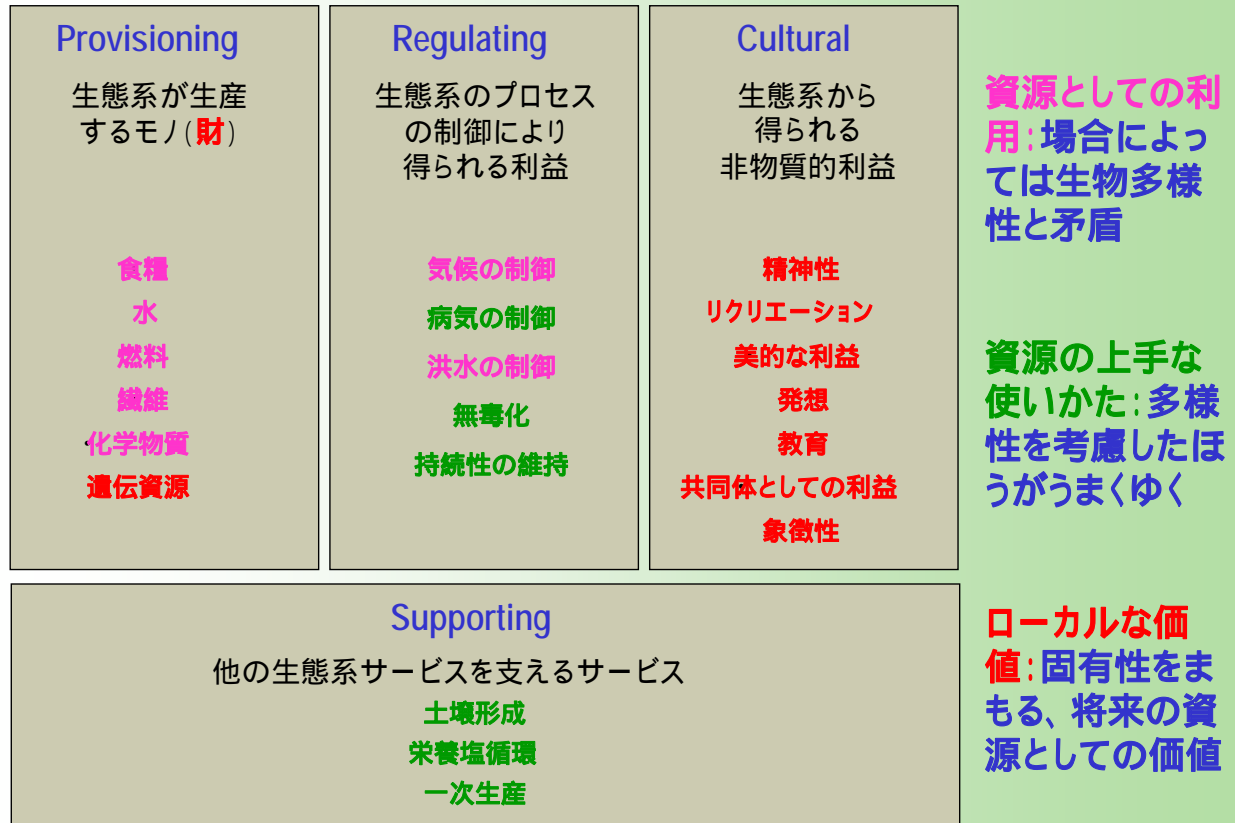 Provisioning
生態系が生産
するモノ(財)
食糧
水
燃料
繊維
化学物質
遺伝資源
Regulating
生態系のプロセス
の制御により
得られる利益
気候の制御
病気の制御
洪水の制御
無毒化
持続性の維持
Cultural
生態系から
得られる
非物質的利益
精神性
リクリエーション
美的な利益
発想
教育
共同体としての利益
象徴性
Supporting
他の生態系サービスを支えるサービス
土壌形成
栄養塩循環
一次生産
資源としての利
用:場合によっ
ては生物多様
性と矛盾
資源の上手な
使いかた:多様
性を考慮したほ
うがうまくゆく
ローカルな価
値:固有性をま
もる、将来の資
源としての価値